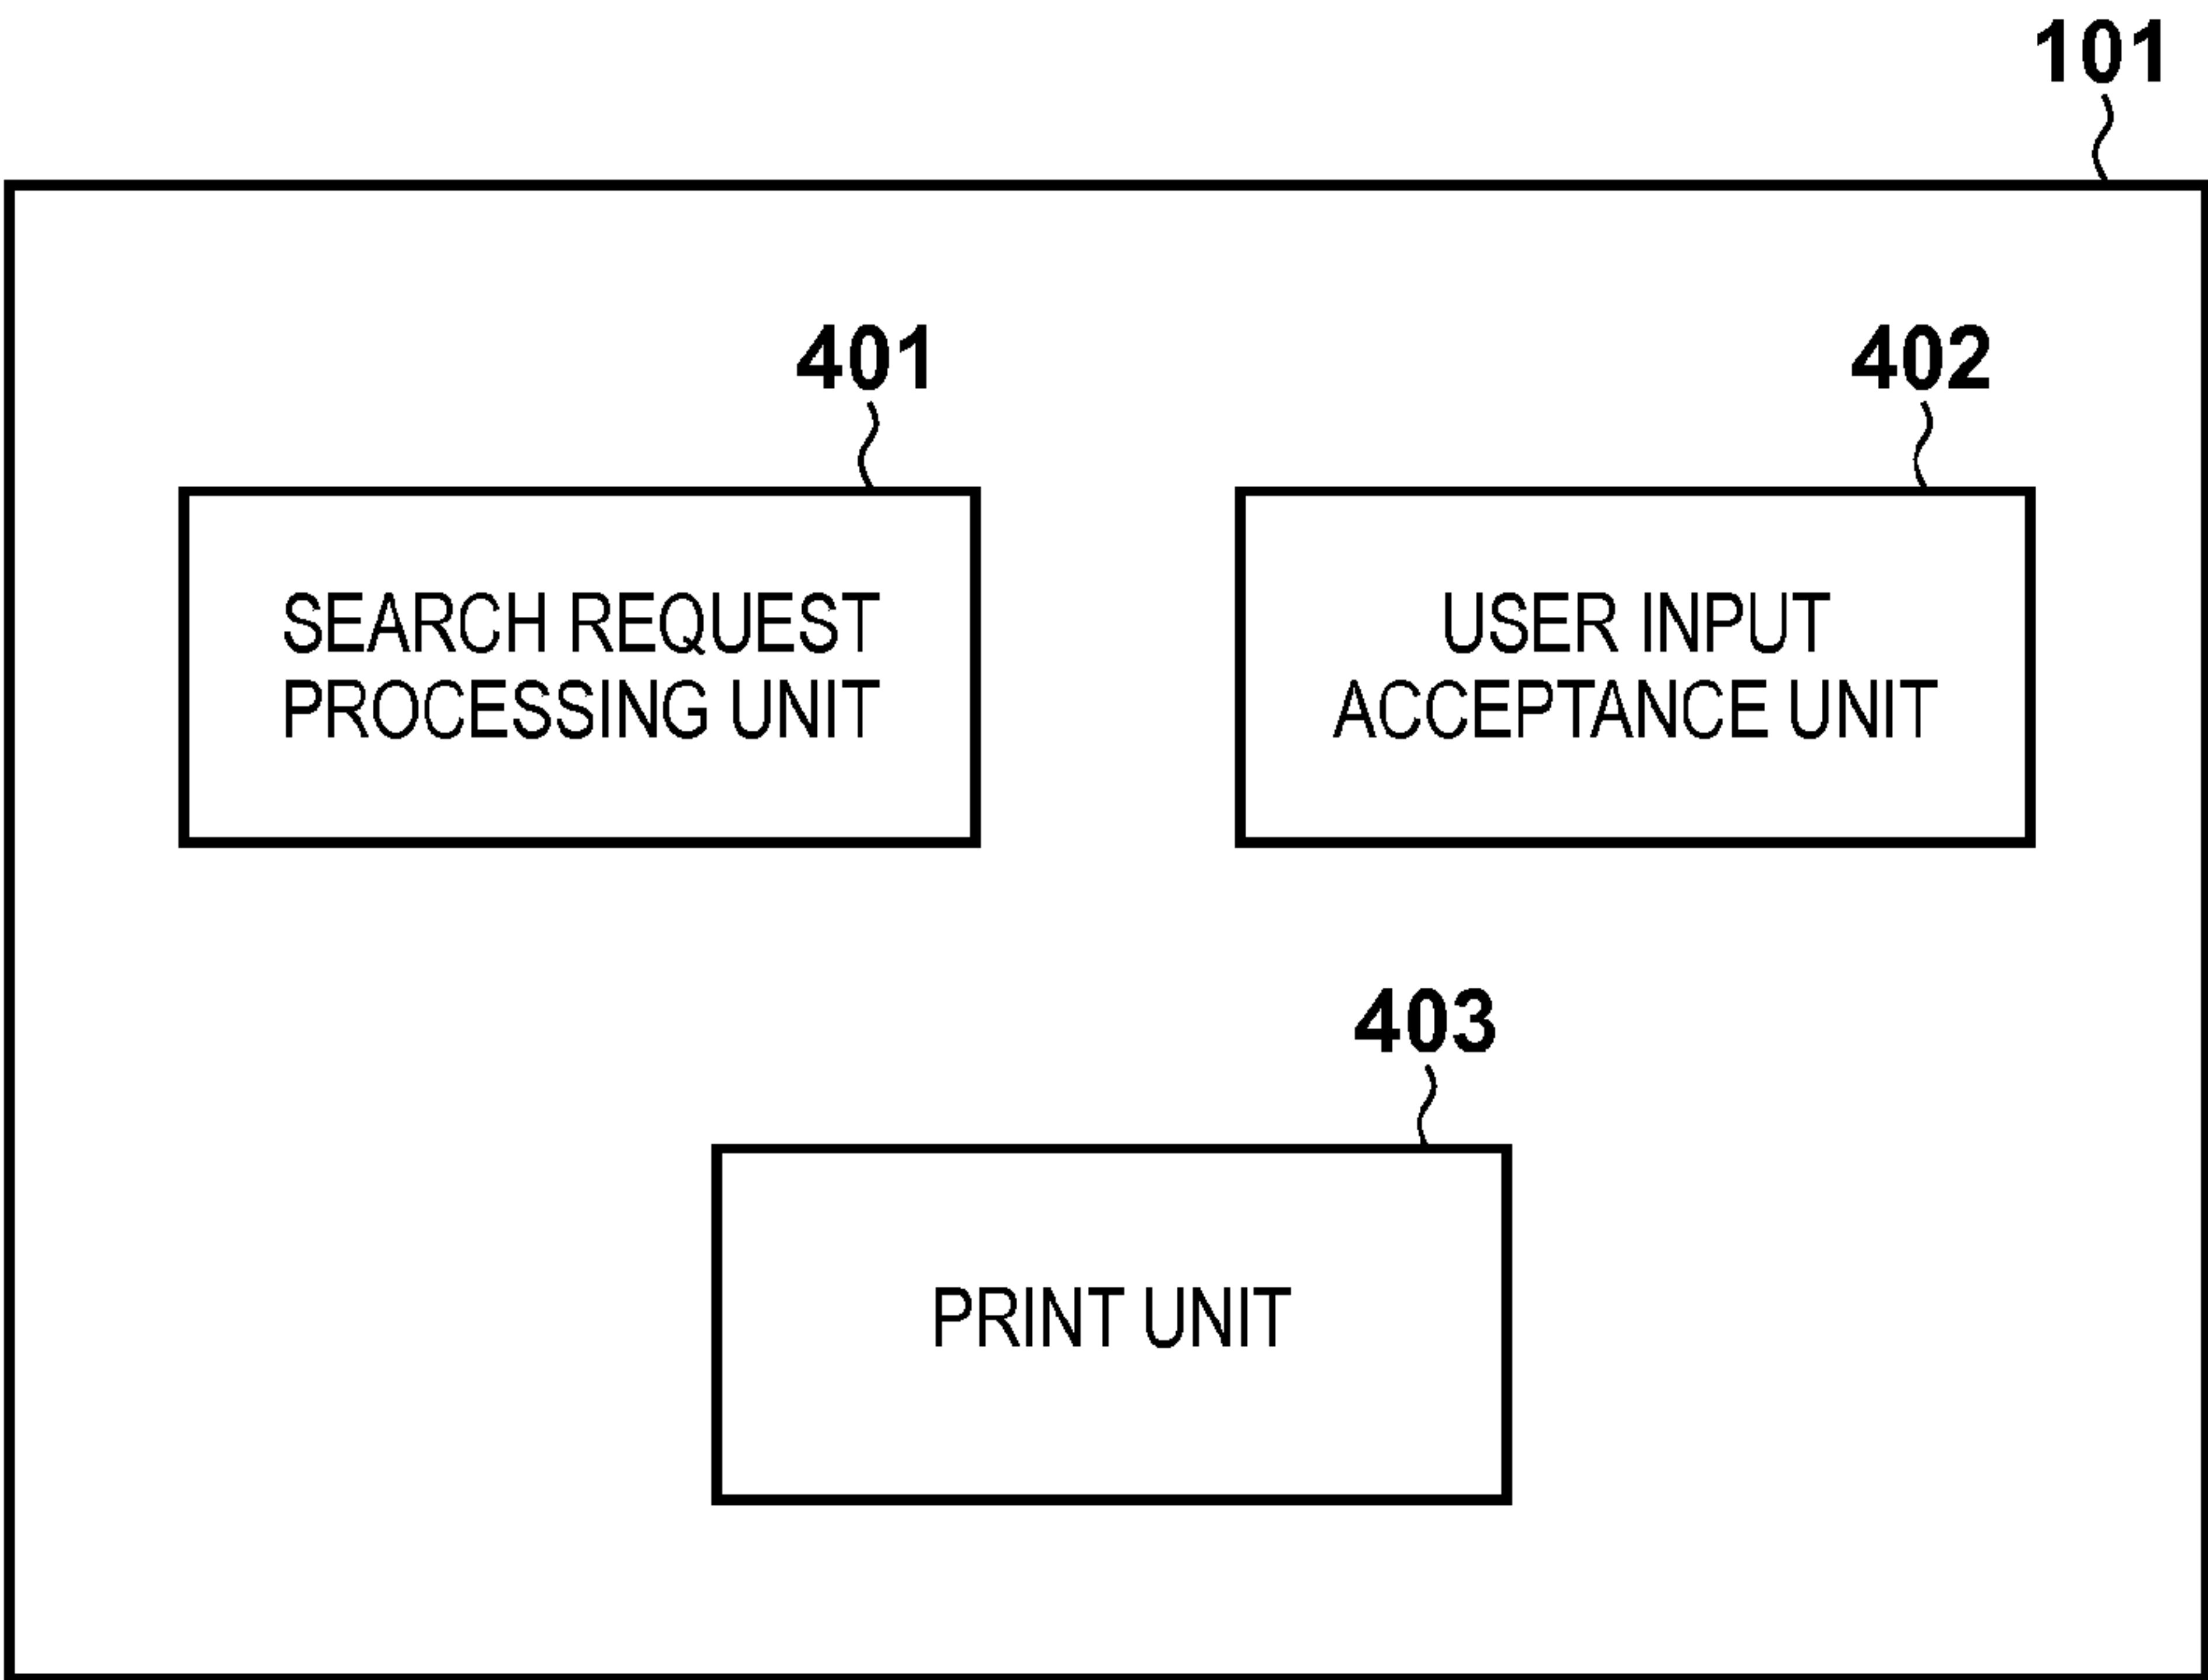 101
401
402
SEARCH REQUEST
PROCESSING UNIT
USER INPUT
ACCEPTANCE UNIT
403
PRINT UNIT